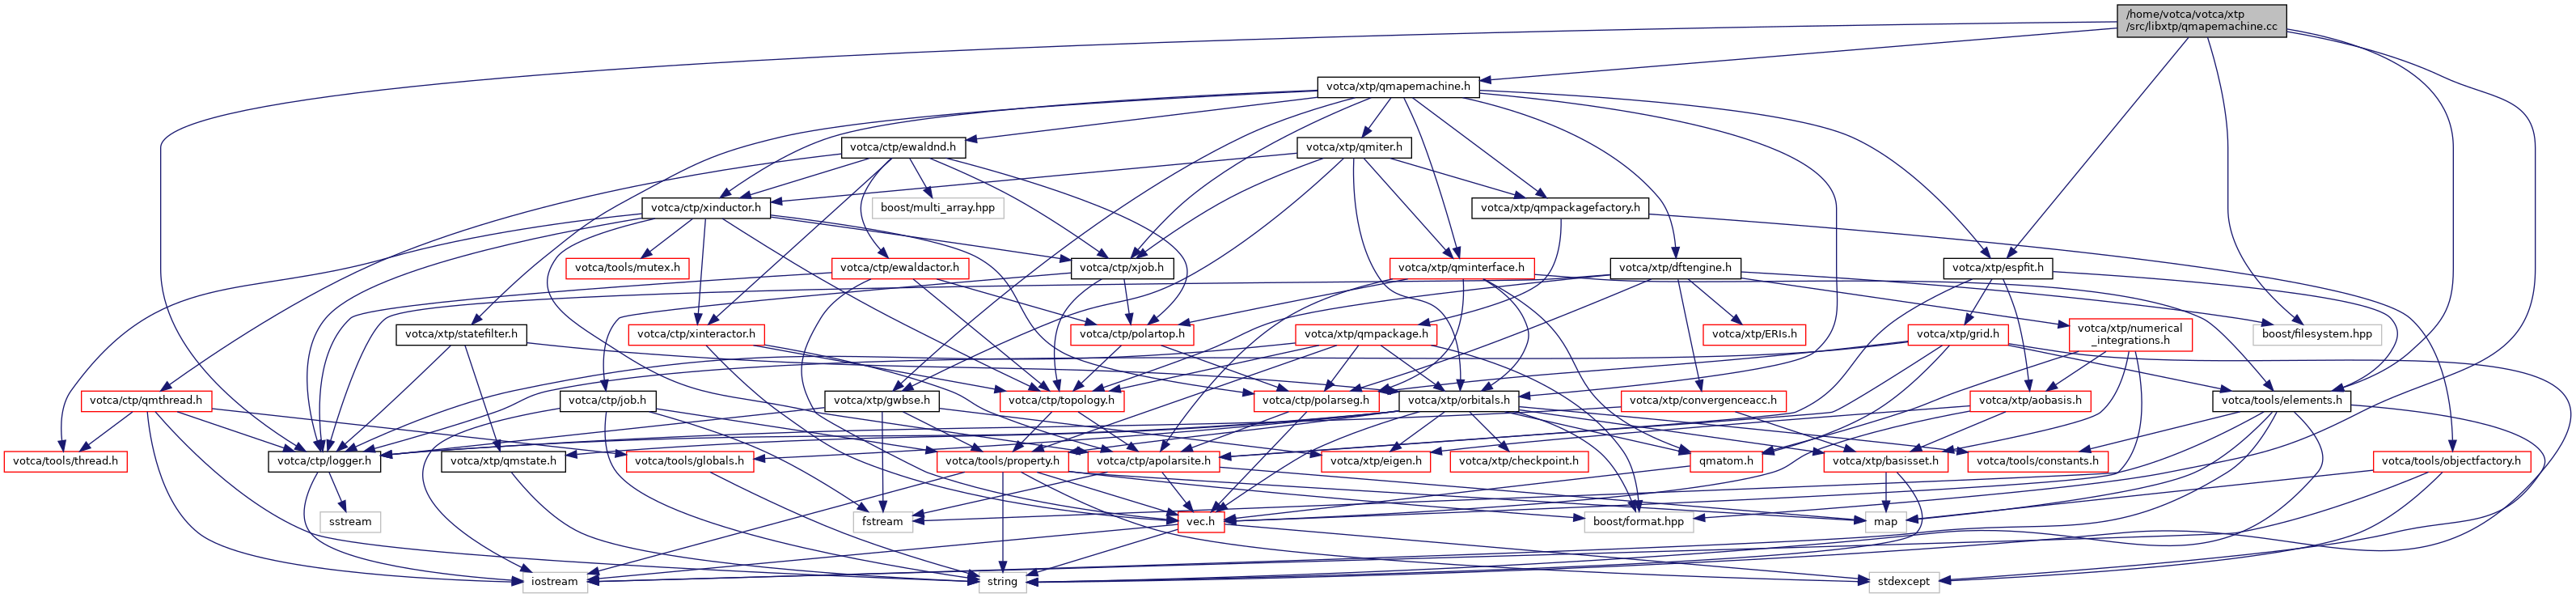 /home/votca/votca/xtp
/src/libxtp/qmapemachine.cc
votca/xtp/qmapemachine.h
votca/ctp/ewaldnd.h
votca/xtp/qmiter.h
votca/ctp/xinductor.h
boost/multi_array.hpp
votca/xtp/qmpackagefactory.h
votca/tools/mutex.h
votca/ctp/ewaldactor.h
votca/ctp/xjob.h
votca/xtp/qminterface.h
votca/xtp/dftengine.h
votca/xtp/espfit.h
votca/xtp/statefilter.h
votca/ctp/xinteractor.h
votca/ctp/polartop.h
votca/xtp/qmpackage.h
votca/xtp/ERIs.h
votca/xtp/grid.h
votca/xtp/numerical
_integrations.h
boost/filesystem.hpp
votca/ctp/qmthread.h
votca/ctp/job.h
votca/xtp/gwbse.h
votca/ctp/topology.h
votca/ctp/polarseg.h
votca/xtp/orbitals.h
votca/xtp/convergenceacc.h
votca/xtp/aobasis.h
votca/tools/elements.h
votca/tools/thread.h
votca/ctp/logger.h
votca/xtp/qmstate.h
votca/tools/globals.h
votca/tools/property.h
votca/ctp/apolarsite.h
votca/xtp/eigen.h
votca/xtp/checkpoint.h
qmatom.h
votca/xtp/basisset.h
votca/tools/constants.h
votca/tools/objectfactory.h
sstream
fstream
vec.h
boost/format.hpp
map
iostream
string
stdexcept